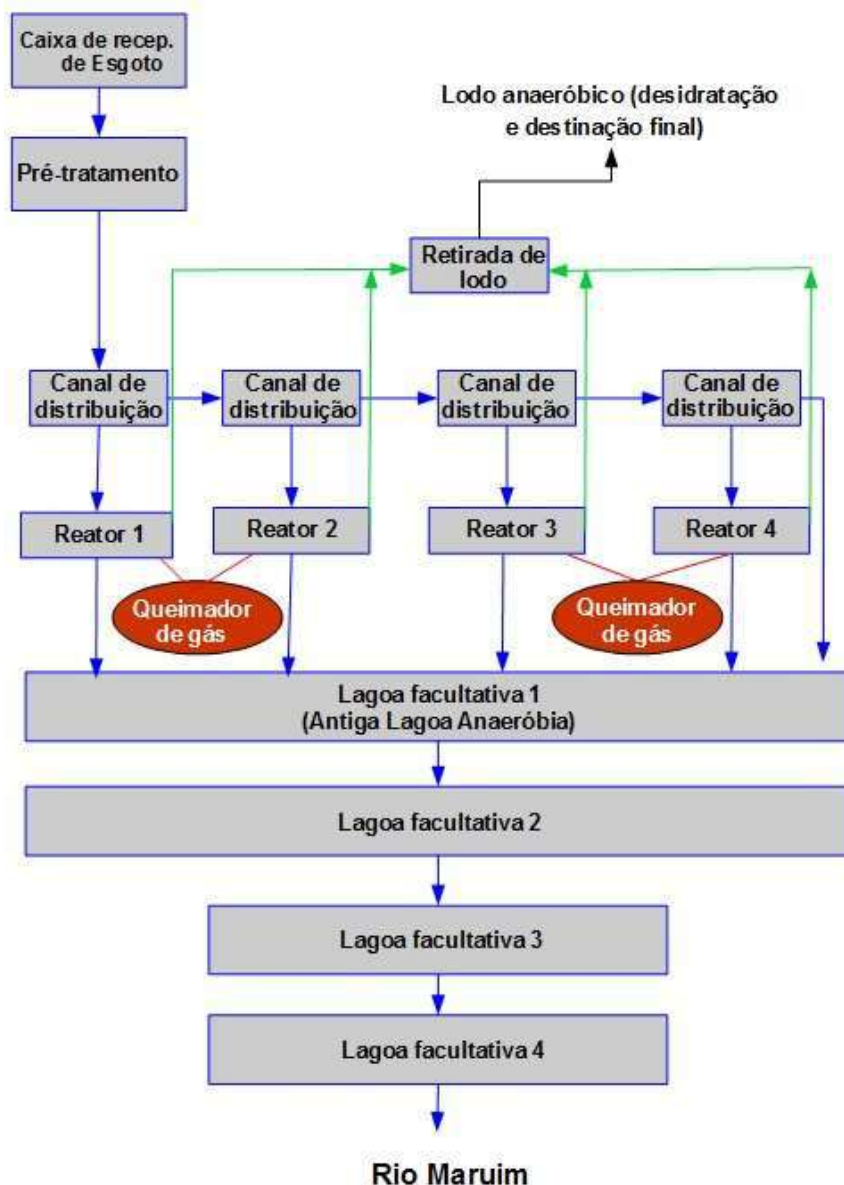 Caixa de recep.
de Esgoto
Lodo anaeróbico (desidratação
e destinação final)
Pré-tratamento
Retirada de
lodo
Canal de
distribuição
Canal de
distribuição
Canal de
distribuição
Canal de
distribuição
Reator 1
Reator 2
Reator 3
Reator 4
Queimador
de gás
Queimador
de gás
Lagoa facultativa 1
(Antiga Lagoa Anaeróbia)
Lagoa facultativa 2
Lagoa facultativa 3
Lagoa facultativa 4
Rio Maruim